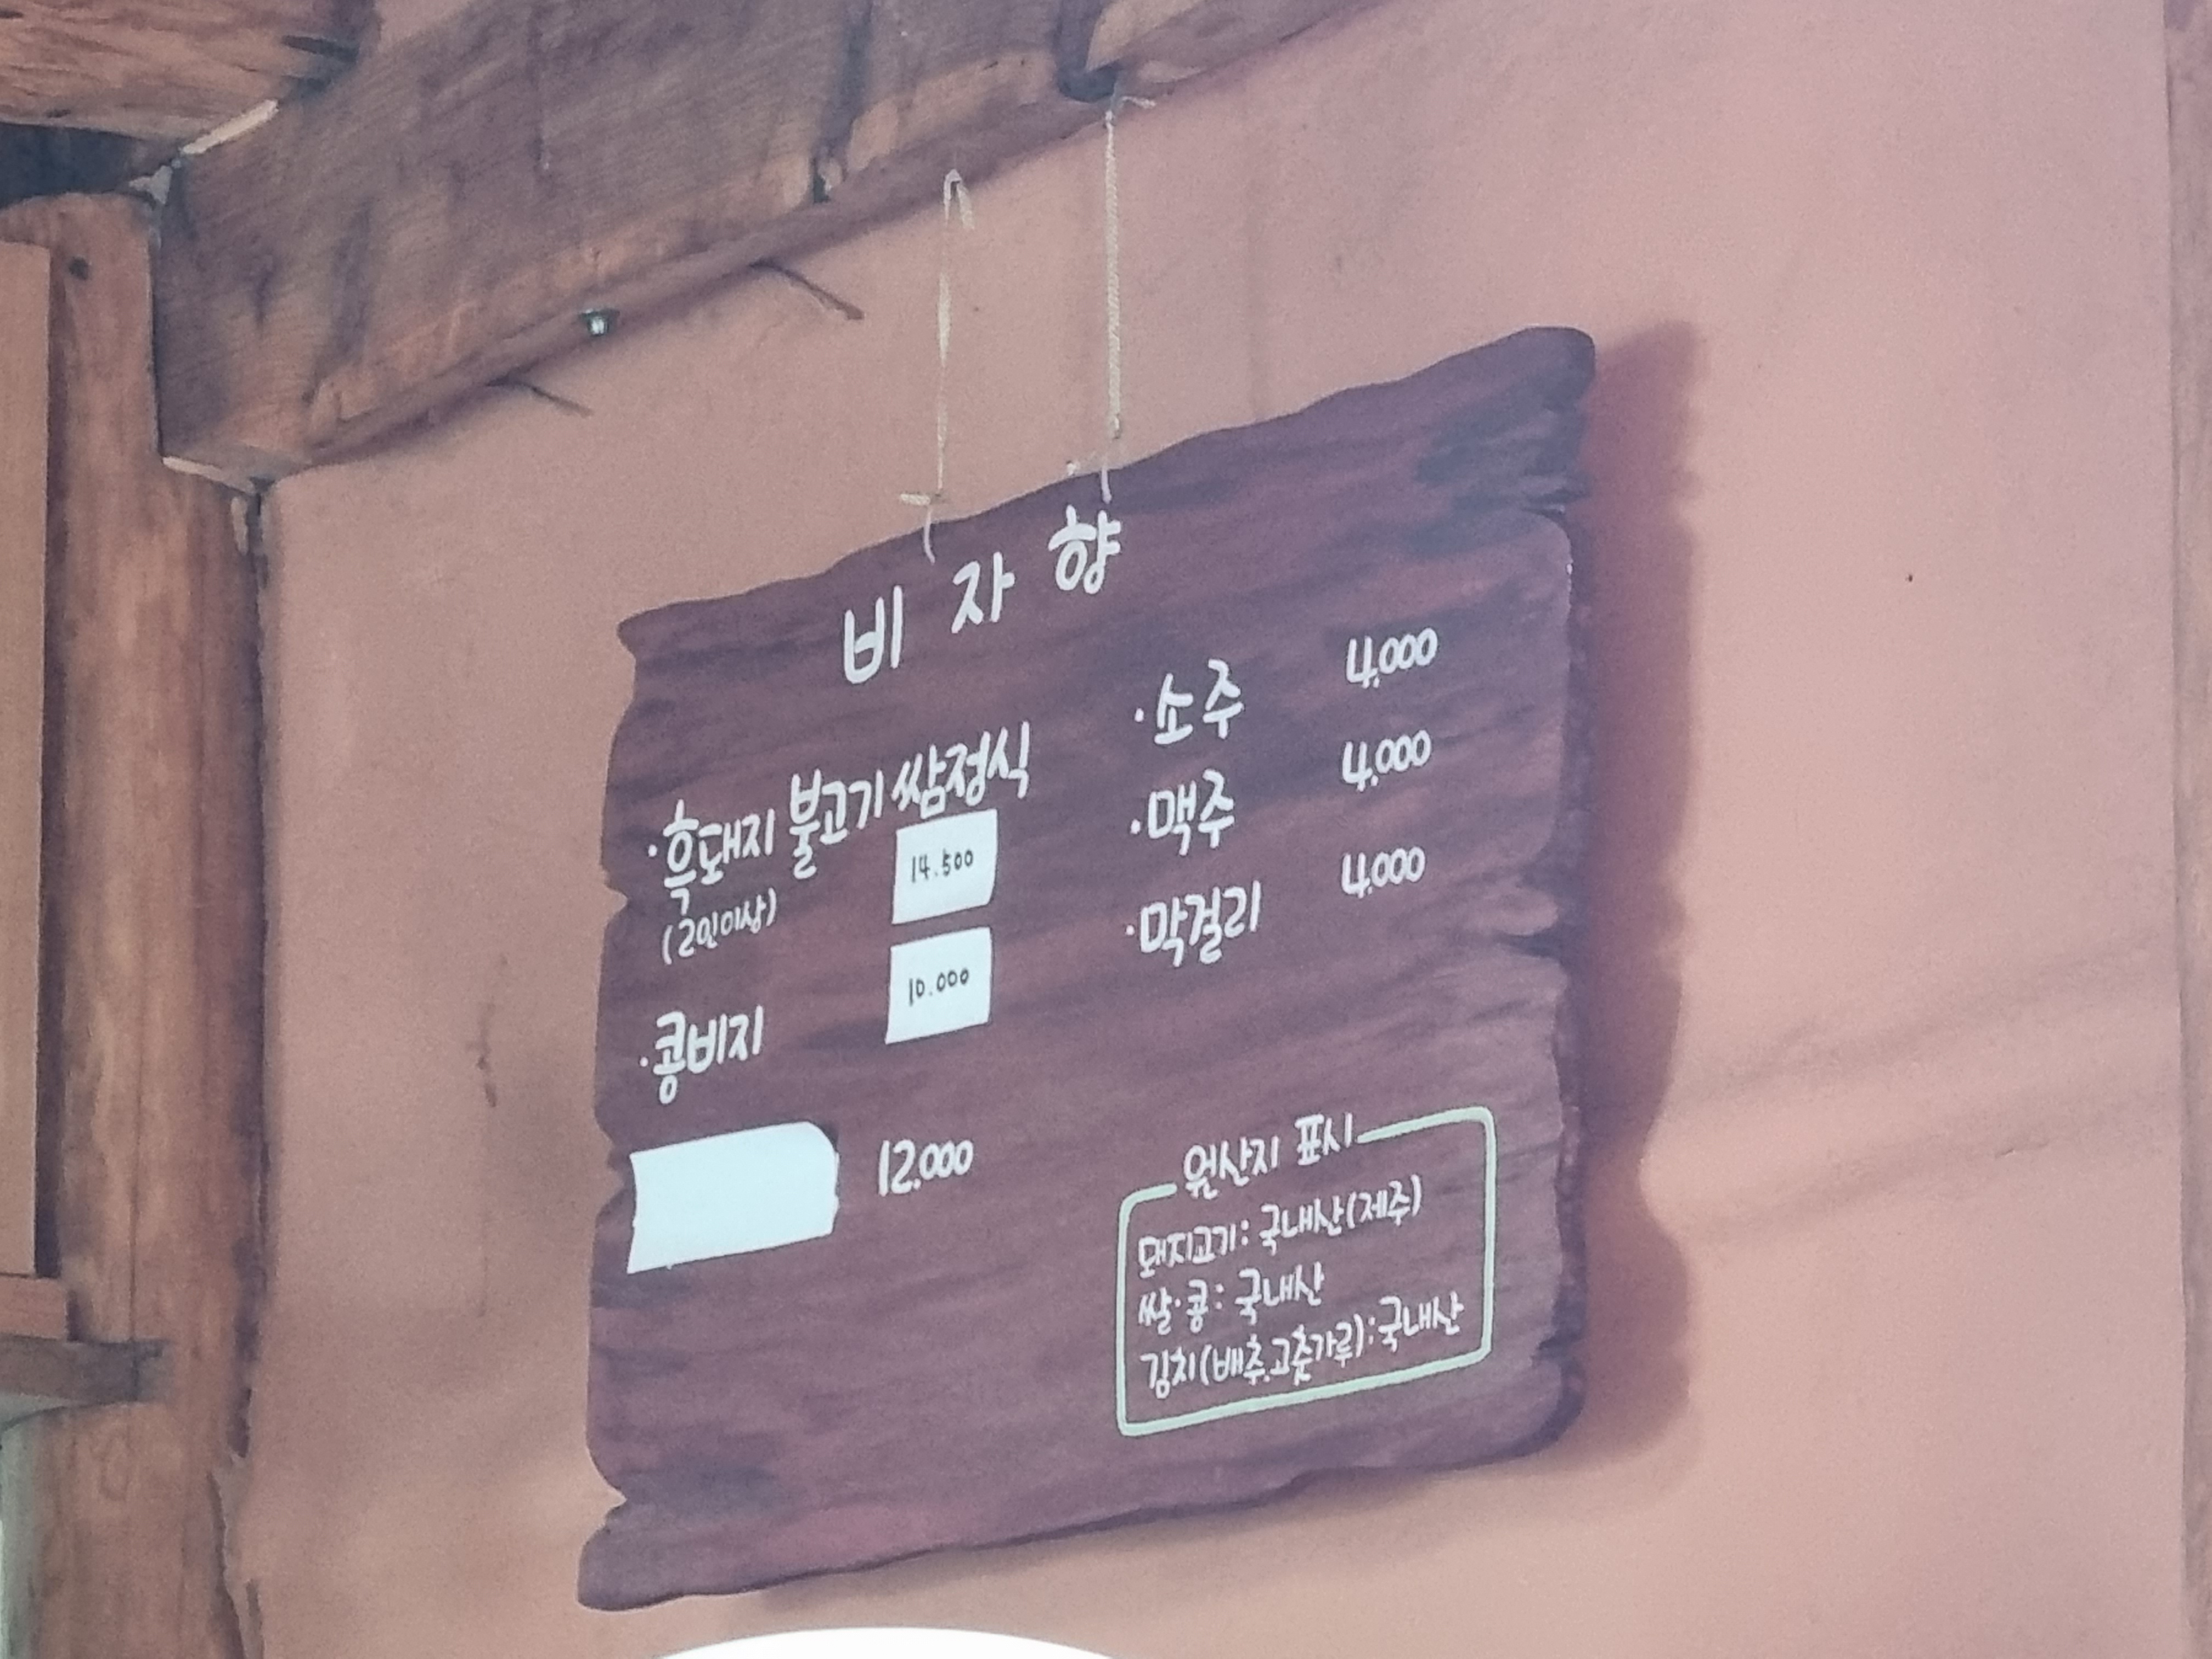 비 자 향
·흑돼지 불고기 쌈정식
(2인이상)
14.500
·콩비지
10.000
12.000
·소주 4.000
·맥주 4.000
·막걸리 4.000
원산지 표시
돼지고기: 국내산(제주)
쌀·콩: 국내산
김치(배추.고춧가루):국내산